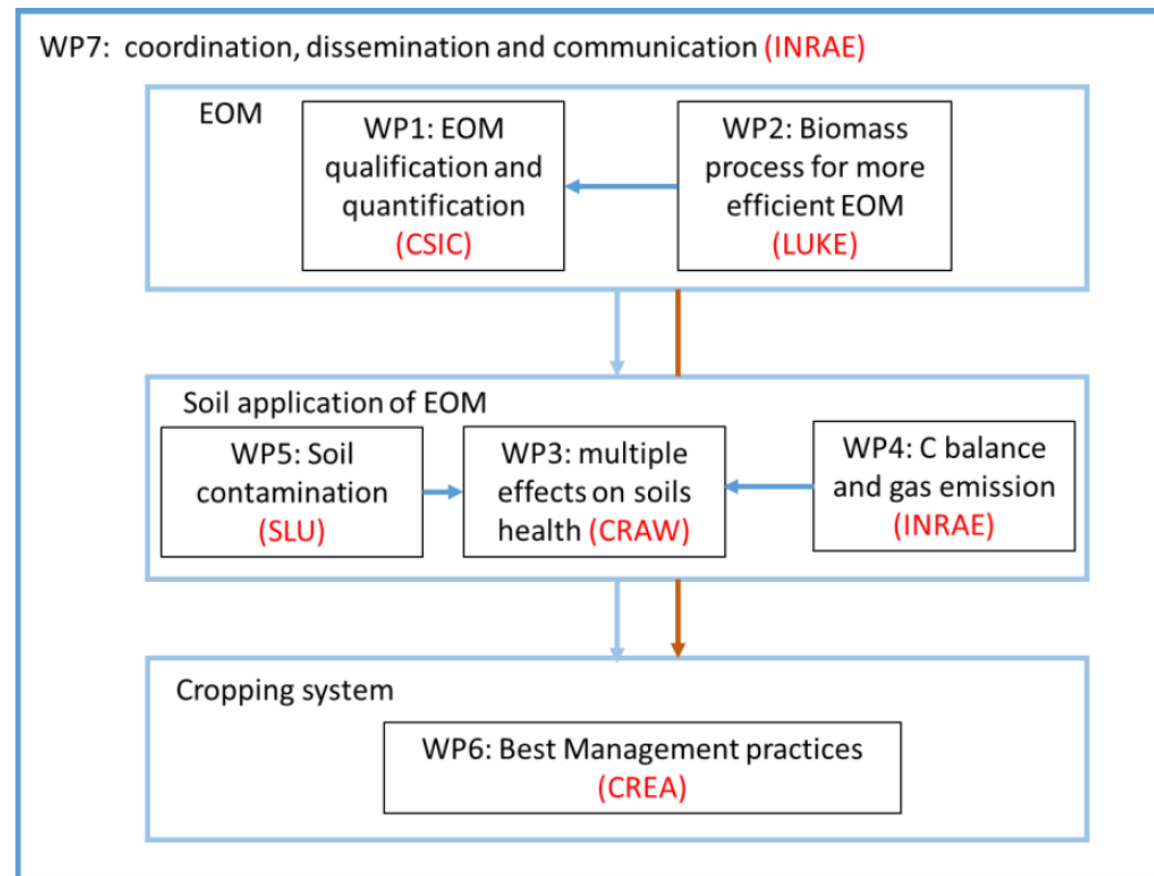 WP7: coordination, dissemination and communication (INRAE)
EOM
WP1: EOM
qualification and
quantification
(CSIC)
WP2: Biomass
process for more
efficient EOM
(LUKE)
Soil application of EOM
WP5: Soil
contamination
(SLU)
WP3: multiple
effects on soils
health (CRAW)
WP4: C balance
and gas emission
(INRAE)
Cropping system
WP6: Best Management practices
(CREA)